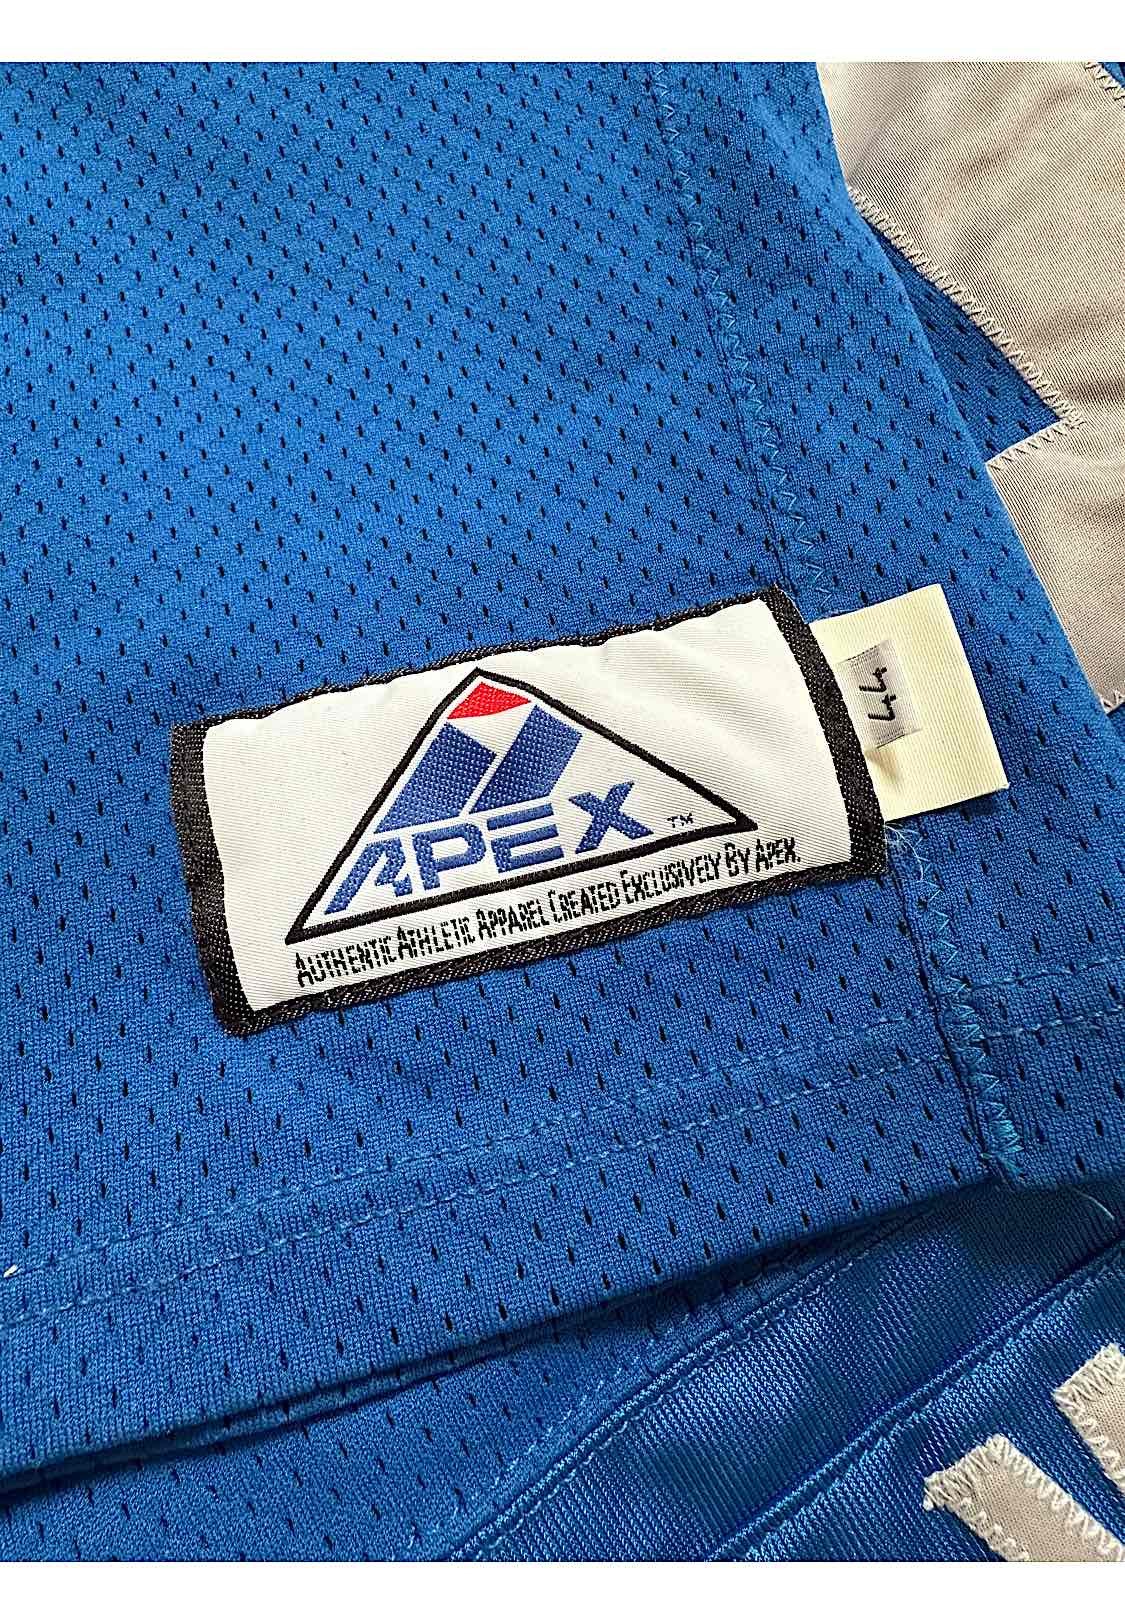 44
APEX™
AUTHENTIC ATHLETIC APPAREL CREATED EXCLUSIVELY BY APEX.